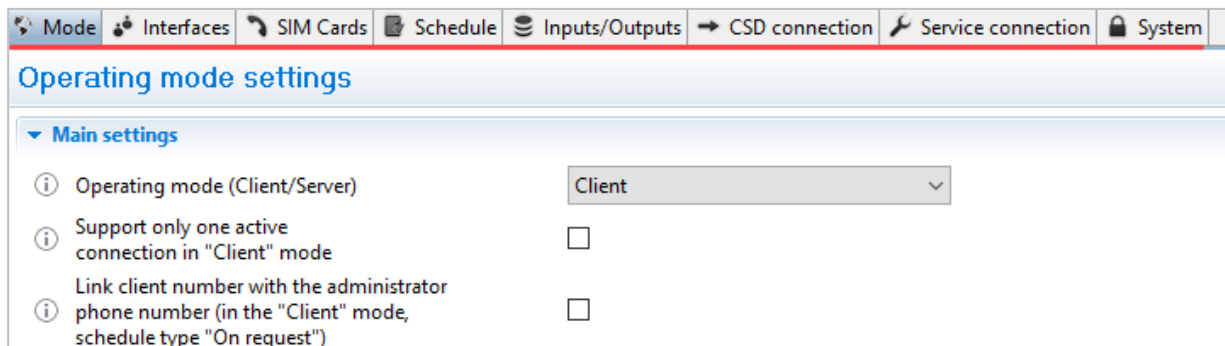 Mode Interfaces SIM Cards Schedule Inputs/Outputs CSD connection Service connection System
Operating mode settings
Main settings
Operating mode (Client/Server) Client
Support only one active
connection in "Client" mode
Link client number with the administrator
phone number (in the "Client" mode,
schedule type "On request")